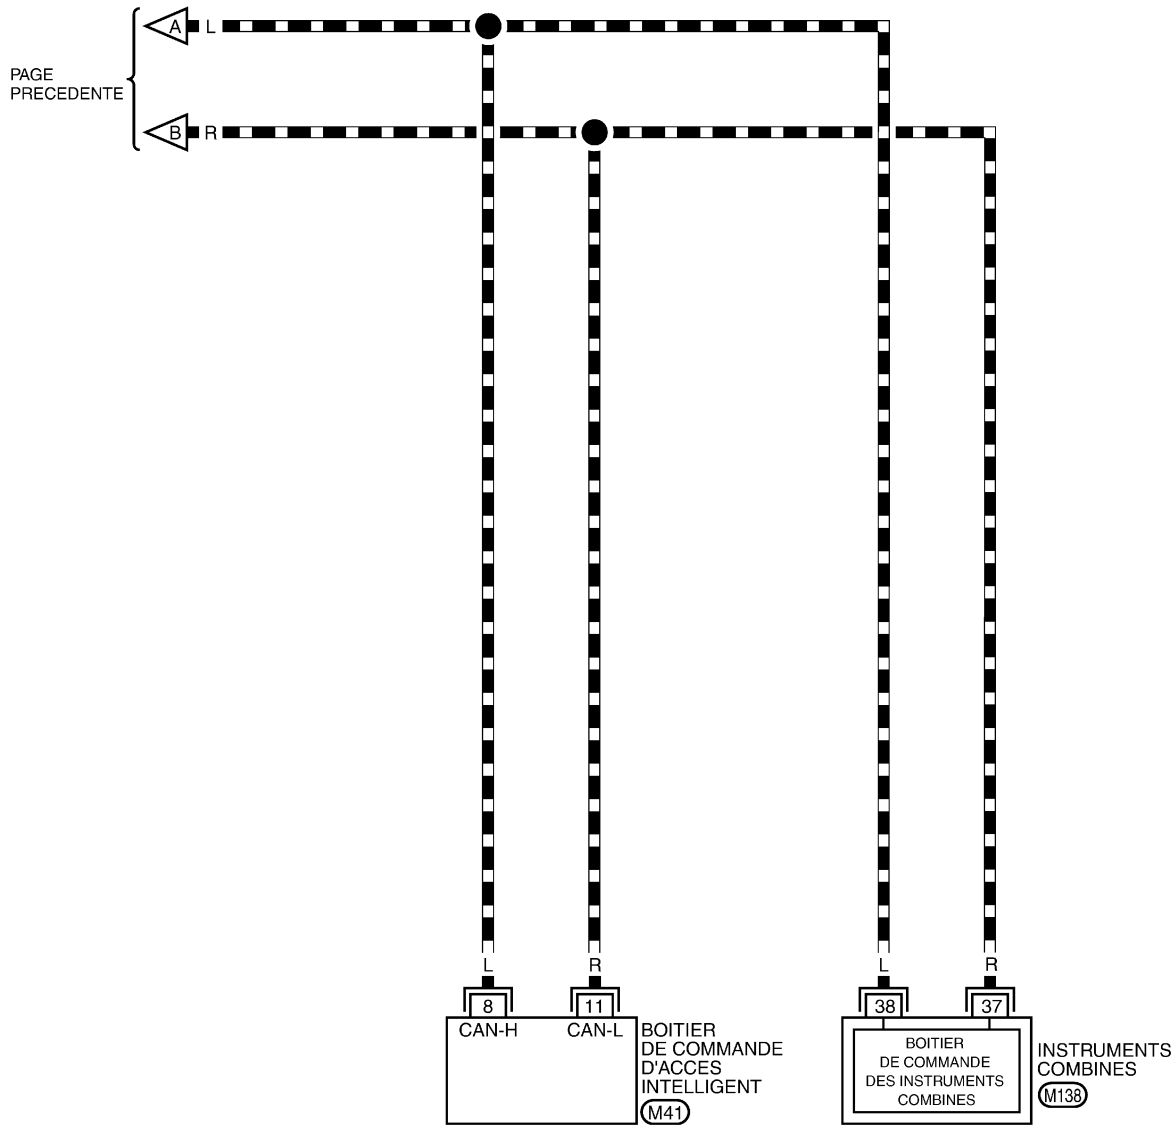 A L
PAGE
PRECEDENTE
B R
L R L R
8 11 38 37
CAN-H CAN-L
BOITIER
DE COMMANDE
D'ACCES
INTELLIGENT
M41
BOITIER
DE COMMANDE
DES INSTRUMENTS
COMBINES
INSTRUMENTS
COMBINES
M138